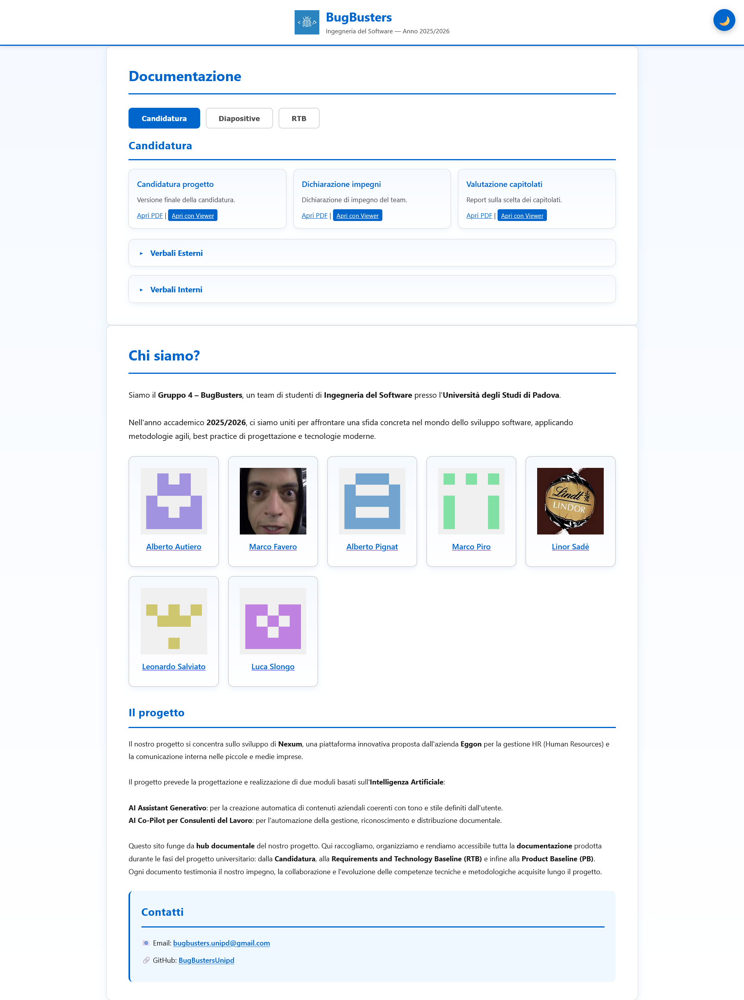 BugBusters
Ingegneria del Software — Anno 2025/2026
Documentazione
Candidatura
Diapositive
RTB
Candidatura
Candidatura progetto
Versione finale della candidatura.
Apri PDF | Apri con Viewer
Dichiarazione impegni
Dichiarazione di impegno del team.
Apri PDF | Apri con Viewer
Valutazione capitolati
Report sulla scelta dei capitolati.
Apri PDF | Apri con Viewer
Verbali Esterni
Verbali Interni
Chi siamo?
Siamo il Gruppo 4 – BugBusters, un team di studenti di Ingegneria del Software presso l'Università degli Studi di Padova.
Nell'anno accademico 2025/2026, ci siamo uniti per affrontare una sfida concreta nel mondo dello sviluppo software, applicando
metodologie agili, best practice di progettazione e tecnologie moderne.
Lindt
LINDOR
Alberto Autiero
Marco Favero
Alberto Pignat
Marco Piro
Linor Sadè
Leonardo Salviato
Luca Slongo
Il progetto
Il nostro progetto si concentra sullo sviluppo di Nexum, una piattaforma innovativa proposta dall'azienda Eggon per la gestione HR (Human Resources) e
la comunicazione interna nelle piccole e medie imprese.
Il progetto prevede la progettazione e realizzazione di due moduli basati sull'Intelligenza Artificiale:
AI Assistant Generativo: per la creazione automatica di contenuti aziendali coerenti con tono e stile definiti dall'utente.
AI Co-Pilot per Consulenti del Lavoro: per l'automazione della gestione, riconoscimento e distribuzione documentale.
Questo sito funge da hub documentale del nostro progetto. Qui raccogliamo, organizziamo e rendiamo accessibile tutta la documentazione prodotta
durante le fasi del progetto universitario: dalla Candidatura, alla Requirements and Technology Baseline (RTB) e infine alla Product Baseline (PB).
Ogni documento testimonia il nostro impegno, la collaborazione e l'evoluzione delle competenze tecniche e metodologiche acquisite lungo il progetto.
Contatti
Email: bugbusters.unipd@gmail.com
GitHub: BugBustersUnipd